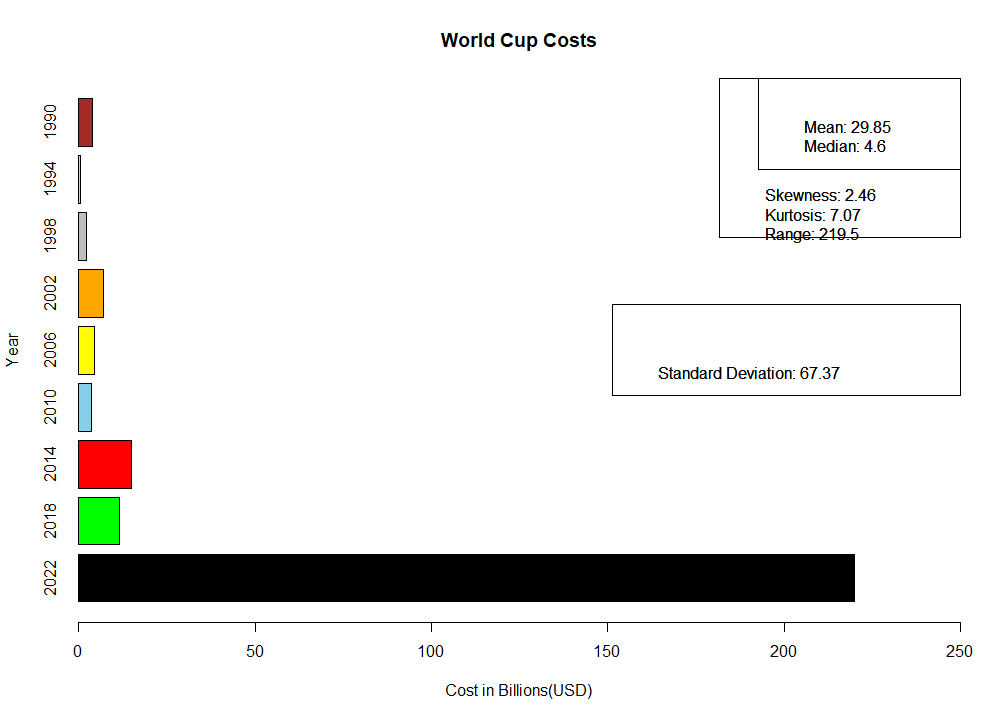 World Cup Costs
Mean: 29.85
Median: 4.6
Skewness: 2.46
Kurtosis: 7.07
Range: 219.5
Standard Deviation: 67.37
Year
1990
1994
1998
2002
2006
2010
2014
2018
2022
0 50 100 150 200 250
Cost in Billions(USD)